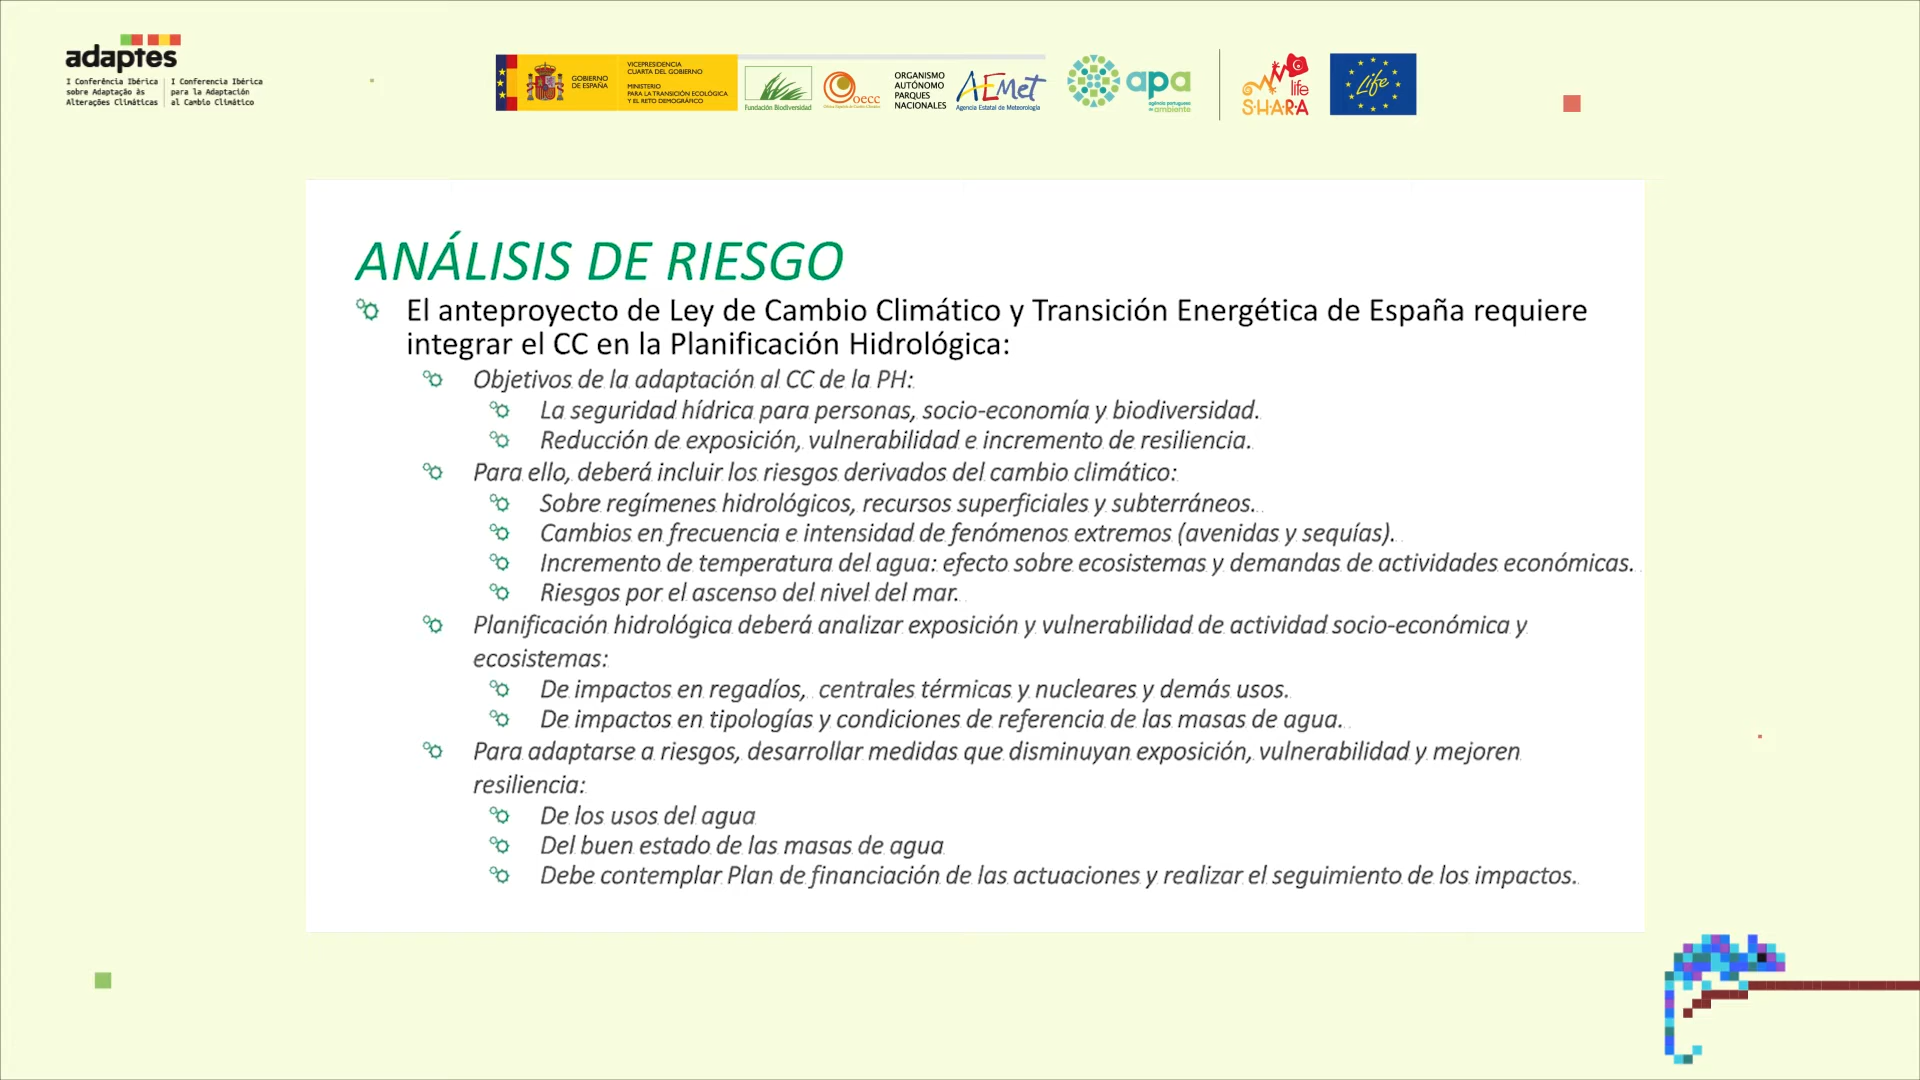 adaptes
I Conferência Ibérica
sobre Adaptação às
Alterações Climáticas
I Conferencia Ibérica
para la Adaptación
al Cambio Climático
GOBIERNO
DE ESPAÑA
VICEPRESIDENCIA
CUARTA DEL GOBIERNO
MINISTERIO
PARA LA TRANSICIÓN ECOLÓGICA
Y EL RETO DEMOGRÁFICO
Fundación Biodiversidad
oecc
ORGANISMO
AUTÓNOMO
PARQUES
NACIONALES
AEMet
Agencia Estatal de Meteorología
apa
agência portuguesa
do ambiente
life
SHARA
Life
ANÁLISIS DE RIESGO
El anteproyecto de Ley de Cambio Climático y Transición Energética de España requiere
integrar el CC en la Planificación Hidrológica:
Objetivos de la adaptación al CC de la PH:
La seguridad hídrica para personas, socio-economía y biodiversidad.
Reducción de exposición, vulnerabilidad e incremento de resiliencia.
Para ello, deberá incluir los riesgos derivados del cambio climático:
Sobre regímenes hidrológicos, recursos superficiales y subterráneos.
Cambios en frecuencia e intensidad de fenómenos extremos (avenidas y sequías).
Incremento de temperatura del agua: efecto sobre ecosistemas y demandas de actividades económicas.
Riesgos por el ascenso del nivel del mar.
Planificación hidrológica deberá analizar exposición y vulnerabilidad de actividad socio-económica y
ecosistemas:
De impactos en regadíos, centrales térmicas y nucleares y demás usos.
De impactos en tipologías y condiciones de referencia de las masas de agua.
Para adaptarse a riesgos, desarrollar medidas que disminuyan exposición, vulnerabilidad y mejoren
resiliencia:
De los usos del agua
Del buen estado de las masas de agua
Debe contemplar Plan de financiación de las actuaciones y realizar el seguimiento de los impactos.